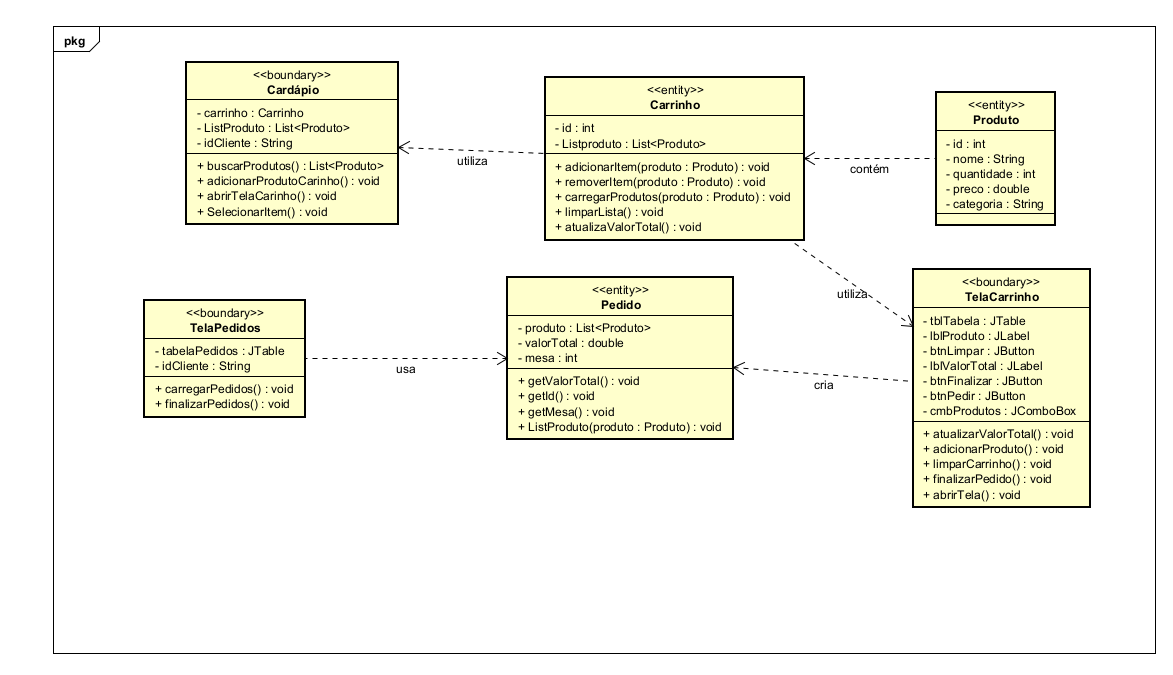 pkg
<<boundary>>
Cardápio
- carrinho : Carrinho
- ListProduto : List<Produto>
- idCliente : String
+ buscarProdutos() : List<Produto>
+ adicionarProdutoCarinho() : void
+ abrirTelaCarinho() : void
+ SelecionarItem() : void
utiliza
<<entity>>
Carrinho
- id : int
- Listproduto : List<Produto>
+ adicionarItem(produto : Produto) : void
+ removerItem(produto : Produto) : void
+ carregarProdutos(produto : Produto) : void
+ limparLista() : void
+ atualizaValorTotal() : void
contém
<<entity>>
Produto
- id : int
- nome : String
- quantidade : int
- preco : double
- categoria : String
utiliza
<<boundary>>
TelaPedidos
- tabelaPedidos : JTable
- idCliente : String
+ carregarPedidos() : void
+ finalizarPedidos() : void
usa
<<entity>>
Pedido
- produto : List<Produto>
- valorTotal : double
- mesa : int
+ getValorTotal() : void
+ getId() : void
+ getMesa() : void
+ ListProduto(produto : Produto) : void
cria
<<boundary>>
TelaCarrinho
- tblTabela : JTable
- lblProduto : JLabel
- btnLimpar : JButton
- lblValorTotal : JLabel
- btnFinalizar : JButton
- btnPedir : JButton
- cmbProdutos : JComboBox
+ atualizarValorTotal() : void
+ adicionarProduto() : void
+ limparCarrinho() : void
+ finalizarPedido() : void
+ abrirTela() : void